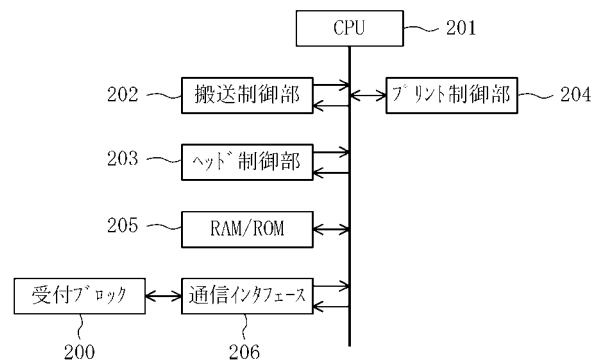 CPU
201
202
搬送制御部
プリント制御部
204
203
ヘッド制御部
205
RAM/ROM
受付ブロック
通信インタフェース
200
206